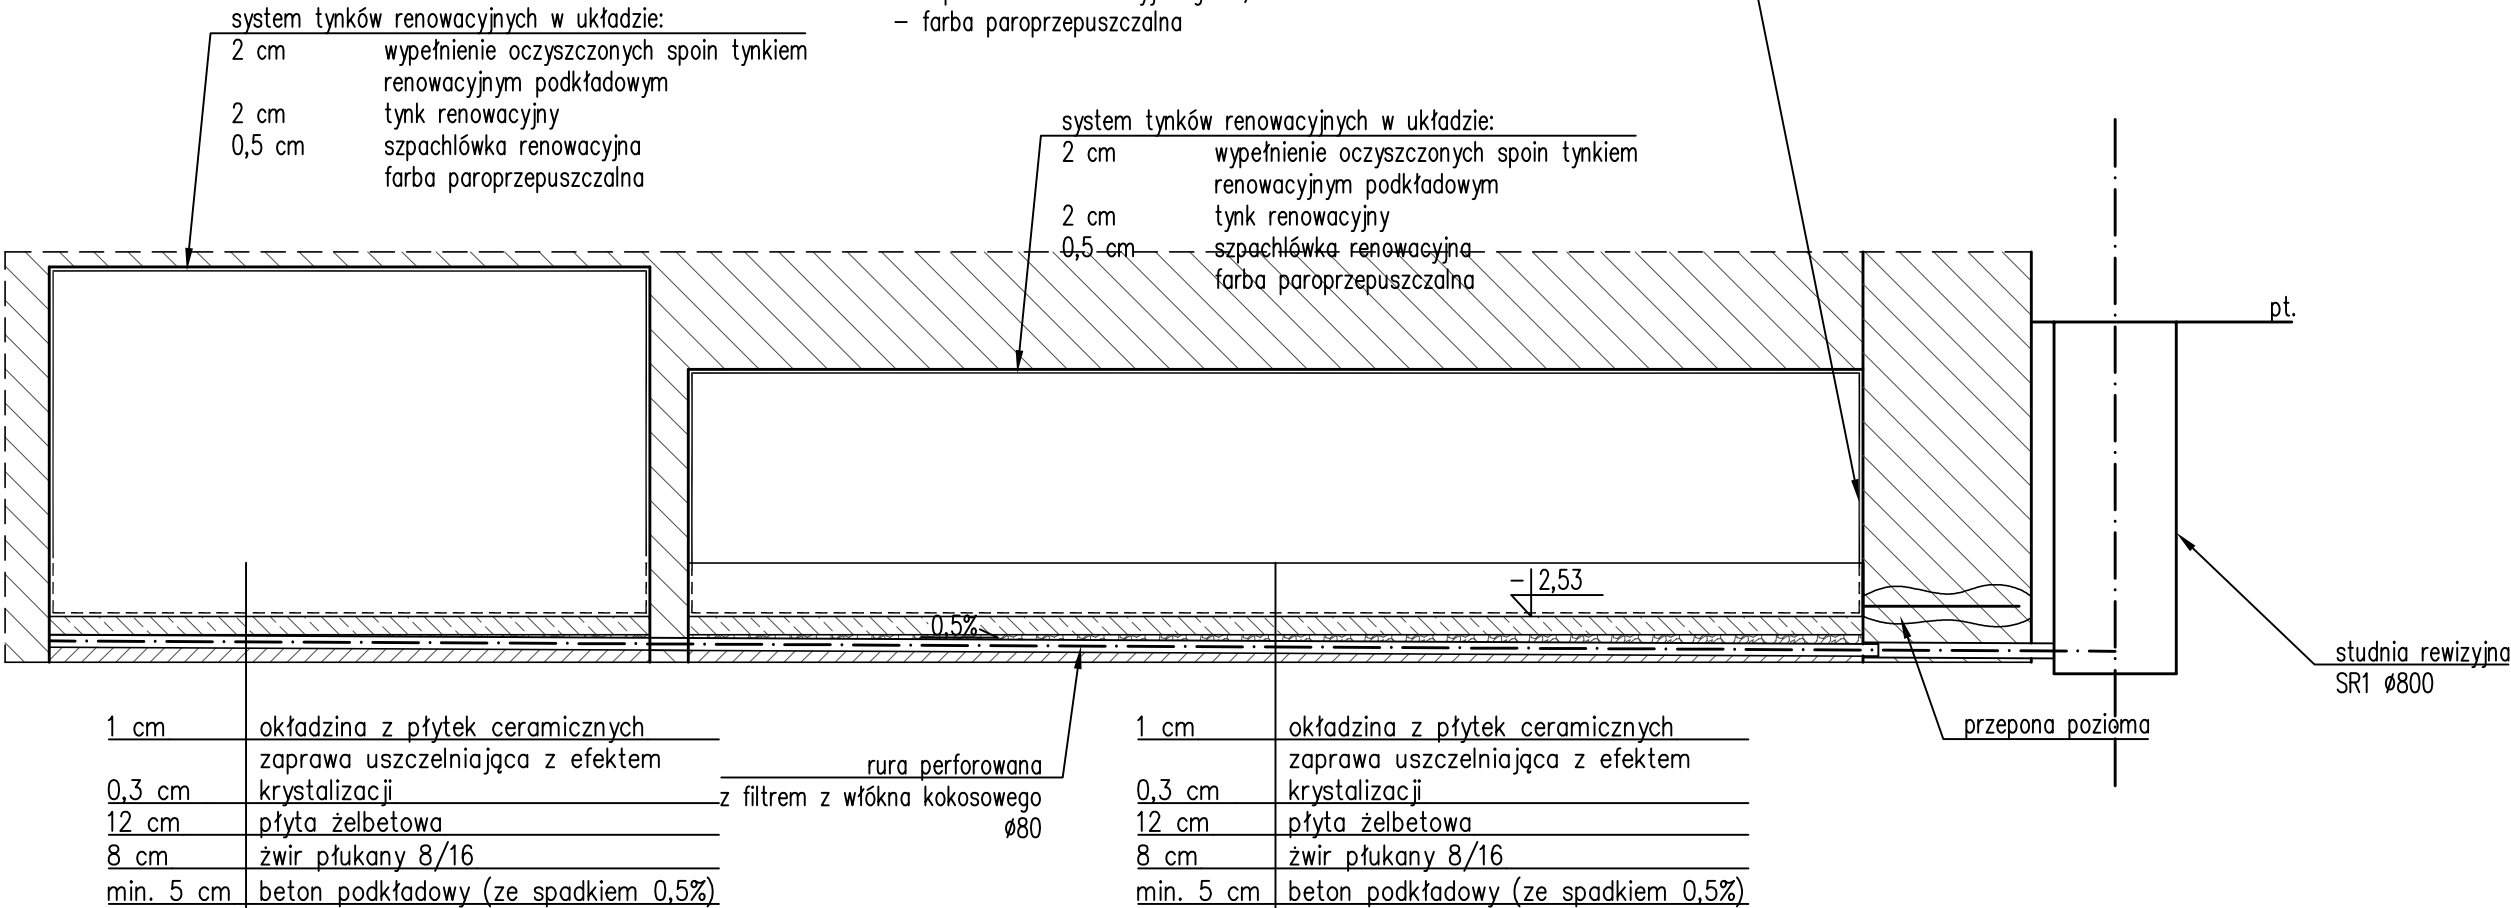 system tynków renowacyjnych w układzie:
2 cm wypełnienie oczyszczonych spoin tynkiem
renowacyjnym podkładowym
2 cm tynk renowacyjny
0,5 cm szpachlówka renowacyjna
farba paroprzepuszczalna
– farba paroprzepuszczalna
system tynków renowacyjnych w układzie:
2 cm wypełnienie oczyszczonych spoin tynkiem
renowacyjnym podkładowym
2 cm tynk renowacyjny
0,5 cm szpachlówka renowacyjna
farba paroprzepuszczalna
pt.
– 2,53
0,5%
studnia rewizyjna
SR1 ø800
przepona pozioma
rura perforowana
z filtrem z włókna kokosowego
ø80
1 cm okładzina z płytek ceramicznych
zaprawa uszczelniająca z efektem
0,3 cm krystalizacji
12 cm płyta żelbetowa
8 cm żwir płukany 8/16
min. 5 cm beton podkładowy (ze spadkiem 0,5%)
1 cm okładzina z płytek ceramicznych
zaprawa uszczelniająca z efektem
0,3 cm krystalizacji
12 cm płyta żelbetowa
8 cm żwir płukany 8/16
min. 5 cm beton podkładowy (ze spadkiem 0,5%)